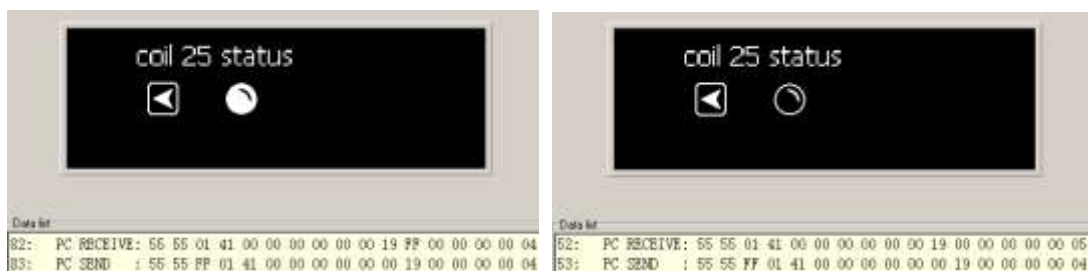 coil 25 status
Data list
82: PC RECEIVE: 55 55 01 41 00 00 00 00 00 00 19 FF 00 00 00 00 04
83: PC SEND : 55 55 FF 01 41 00 00 00 00 00 00 19 00 00 00 00 04
coil 25 status
Data list
52: PC RECEIVE: 55 55 01 41 00 00 00 00 00 00 19 00 00 00 00 00 05
53: PC SEND : 55 55 FF 01 41 00 00 00 00 00 00 19 00 00 00 00 04